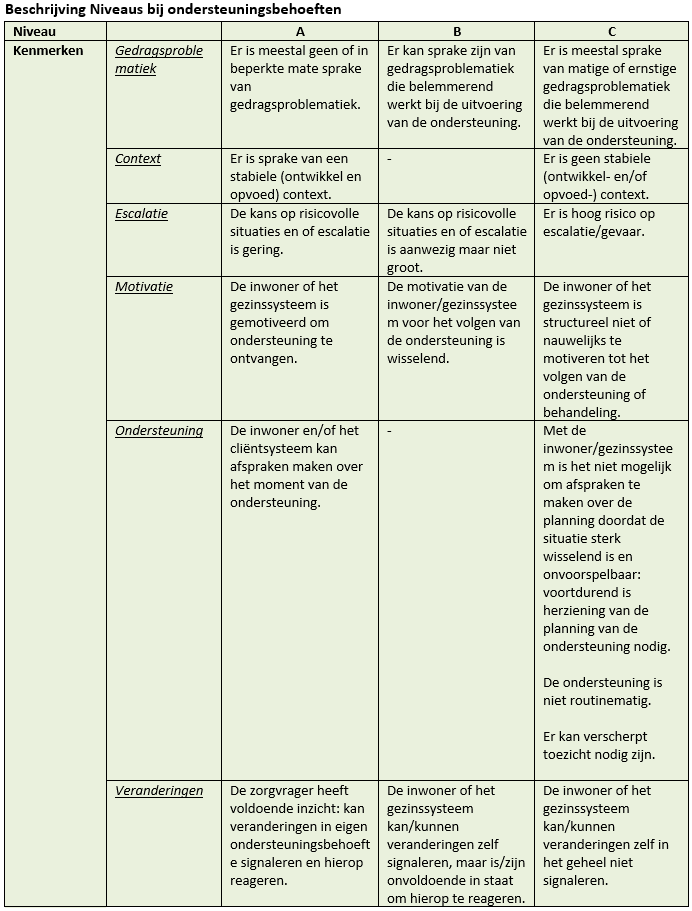 Beschrijving Niveaus bij ondersteuningsbehoeften
Niveau
A
B
C
Kenmerken
Gedragsproble
matiek
Er is meestal geen of in
beperkte mate sprake
van
gedragsproblematiek.
Er kan sprake zijn van
gedragsproblematiek
die belemmerend
werkt bij de uitvoering
van de ondersteuning.
Er is meestal sprake
van matige of ernstige
gedragsproblematiek
die belemmerend
werkt bij de uitvoering
van de ondersteuning.
Context
Er is sprake van een
stabiele (ontwikkel en
opvoed) context.
-
Er is geen stabiele
(ontwikkel- en/of
opvoed-) context.
Escalatie
De kans op risicovolle
situaties en of escalatie
is gering.
De kans op risicovolle
situaties en of escalatie
is aanwezig maar niet
groot.
Er is hoog risico op
escalatie/gevaar.
Motivatie
De inwoner of het
gezinssysteem is
gemotiveerd om
ondersteuning te
ontvangen.
De motivatie van de
inwoner/gezinssystee
m voor het volgen van
de ondersteuning is
wisselend.
De inwoner of het
gezinssysteem is
structureel niet of
nauwelijks te
motiveren tot het
volgen van de
ondersteuning of
behandeling.
Ondersteuning
De inwoner en/of het
cliëntsysteem kan
afspraken maken over
het moment van de
ondersteuning.
-
Met de
inwoner/gezinssystee
m is het niet mogelijk
om afspraken te
maken over de
planning doordat de
situatie sterk
wisselend is en
onvoorspelbaar:
voortdurend is
herziening van de
planning van de
ondersteuning nodig.
De ondersteuning is
niet routinematig.
Er kan verscherpt
toezicht nodig zijn.
Veranderingen
De zorgvrager heeft
voldoende inzicht: kan
veranderingen in eigen
ondersteuningsbehoeft
e signaleren en hierop
reageren.
De inwoner of het
gezinssysteem
kan/kunnen
veranderingen zelf
signaleren, maar is/zijn
onvoldoende in staat
om hierop te reageren.
De inwoner of het
gezinssysteem
kan/kunnen
veranderingen zelf in
het geheel niet
signaleren.